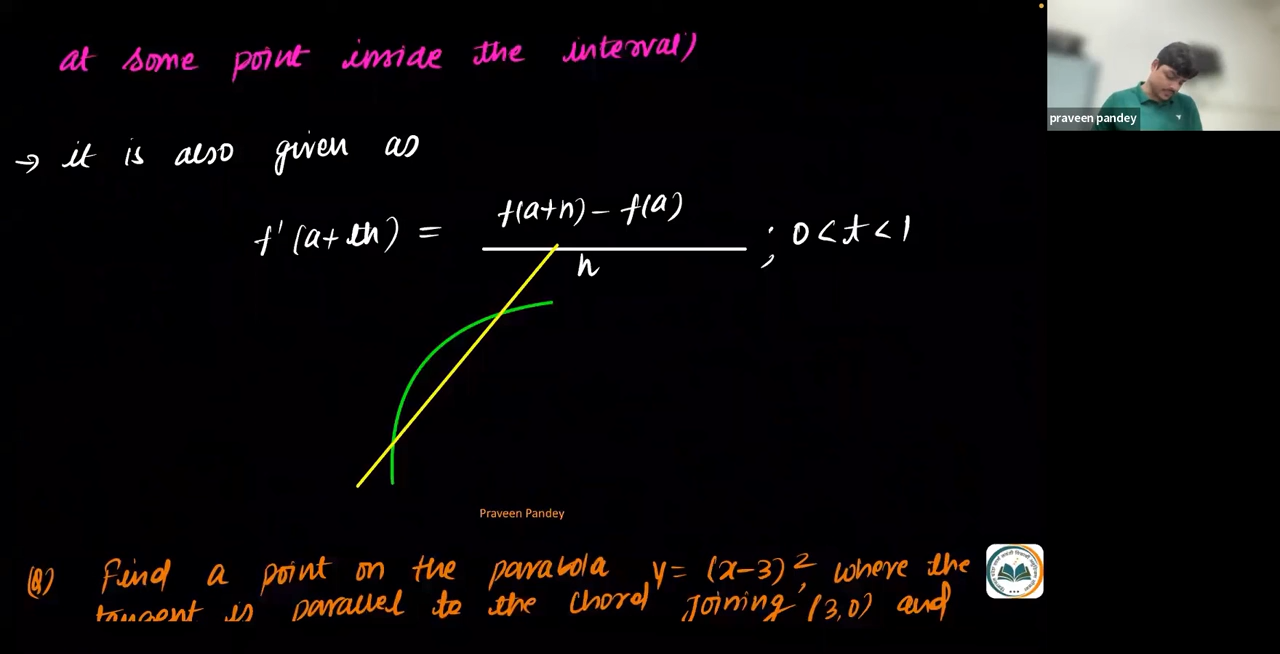 at some point inside the interval)
praveen pandey
→ it is also given as
f'(a+th) = f(a+h) - f(a) / h ; 0 < t < 1
Praveen Pandey
(Q) Find a point on the parabola y = (x-3)², where the
tangent is parallel to the chord joining (3,0) and